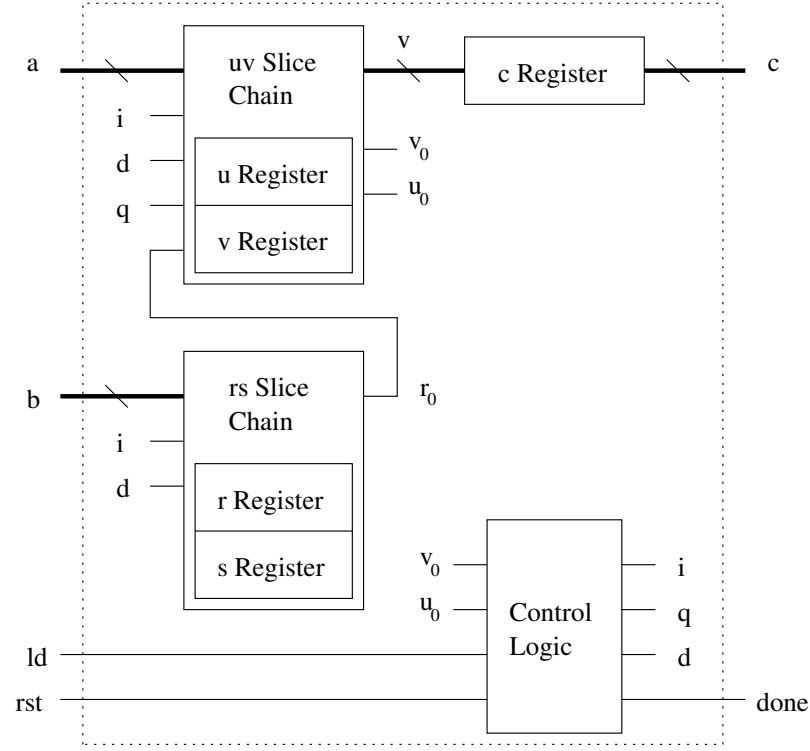 a
uv Slice
Chain
v
c Register
c
i
d
q
u Register
v Register
v0
u0
b
rs Slice
Chain
r0
i
d
r Register
s Register
v0
u0
Control
Logic
i
q
d
ld
rst
done